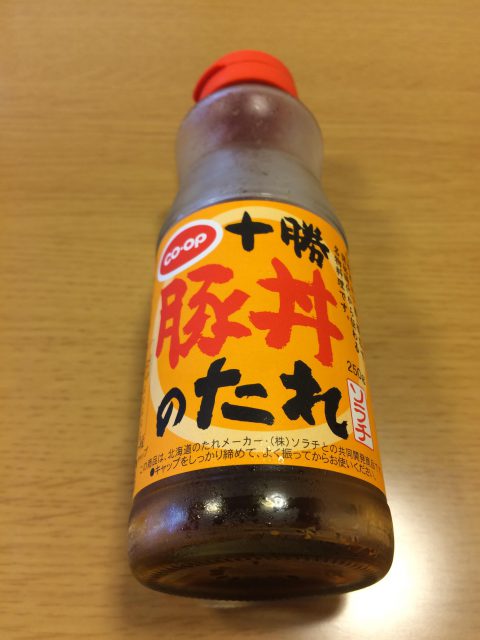 CO·OP
十勝
豚丼
のたれ
250g
ソラチ
の商品は、北海道のたれメーカー・(株)ソラチとの共同開発商品で
●キャップをしっかり締めて、よく振ってからお使いください。